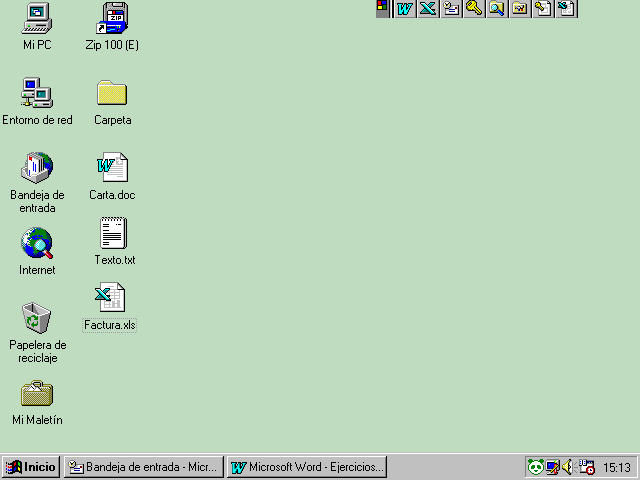 Mi PC
Zip 100 (E)
Entorno de red
Carpeta
Bandeja de
entrada
Carta.doc
Internet
Texto.txt
Papelera de
reciclaje
Factura.xls
Mi Maletín
Inicio
Bandeja de entrada - Micr...
Microsoft Word - Ejercicios...
15:13